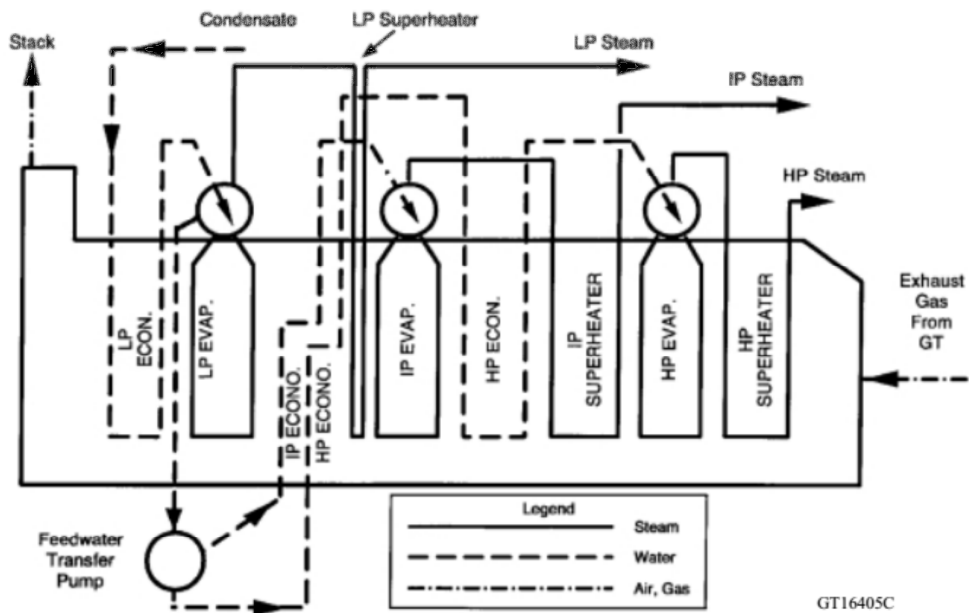 Condensate
LP Superheater
Stack
LP Steam
IP Steam
HP Steam
Exhaust
Gas
From
GT
LP
ECON.
LP EVAP.
IP ECONO.
HP ECONO.
IP EVAP.
HP ECON.
IP
SUPERHEATER
HP EVAP.
HP
SUPERHEATER
Feedwater
Transfer
Pump
Legend
Steam
Water
Air, Gas
GT16405C